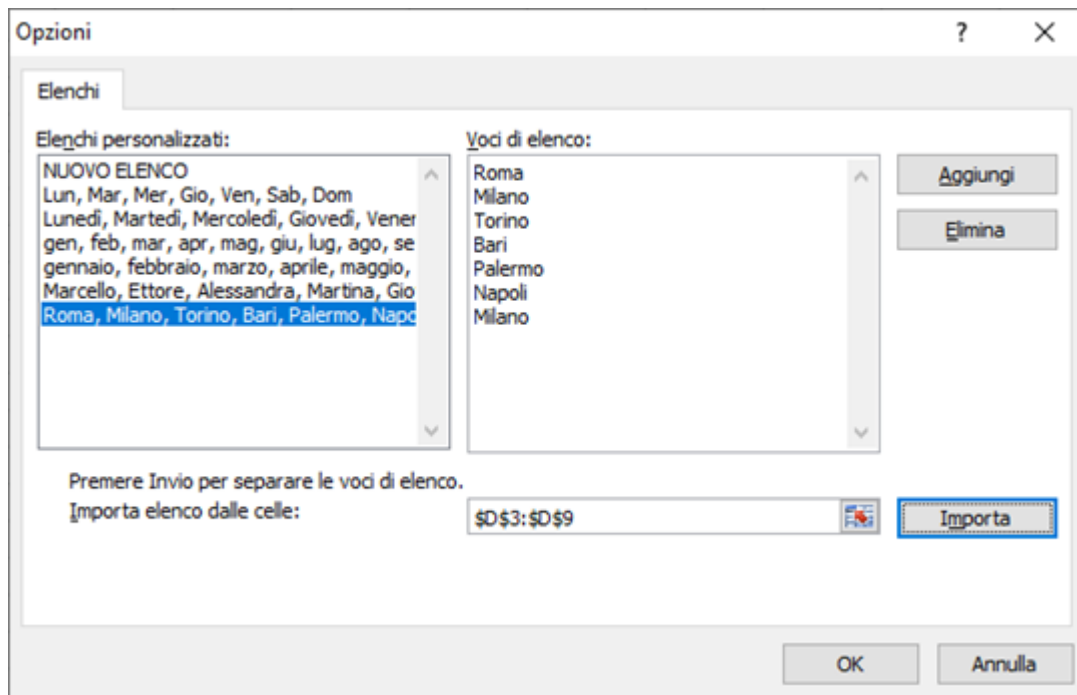 Opzioni
Elenchi
Elenchi personalizzati:
NUOVO ELENCO
Lun, Mar, Mer, Gio, Ven, Sab, Dom
Lunedì, Martedì, Mercoledì, Giovedì, Vener
gen, feb, mar, apr, mag, giu, lug, ago, se
gennaio, febbraio, marzo, aprile, maggio,
Marcello, Ettore, Alessandra, Martina, Gio
Roma, Milano, Torino, Bari, Palermo, Napo
Voci di elenco:
Roma
Milano
Torino
Bari
Palermo
Napoli
Milano
Aggiungi
Elimina
Premere Invio per separare le voci di elenco.
Importa elenco dalle celle:
$D$3:$D$9
Importa
OK
Annulla